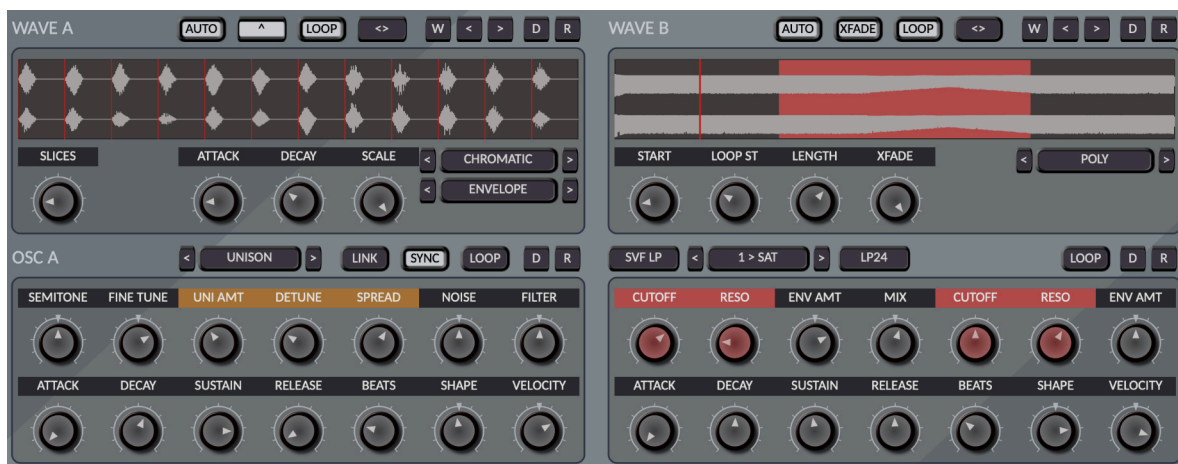 WAVE A AUTO ^ LOOP <> W < > D R
SLICES ATTACK DECAY SCALE < CHROMATIC >
< ENVELOPE >
WAVE B AUTO XFADE LOOP <> W < > D R
START LOOP ST LENGTH XFADE < POLY >
OSC A < UNISON > LINK SYNC LOOP D R
SEMITONE FINE TUNE UNI AMT DETUNE SPREAD NOISE FILTER
ATTACK DECAY SUSTAIN RELEASE BEATS SHAPE VELOCITY
SVF LP < 1 > SAT > LP24 LOOP D R
CUTOFF RESO ENV AMT MIX CUTOFF RESO ENV AMT
ATTACK DECAY SUSTAIN RELEASE BEATS SHAPE VELOCITY